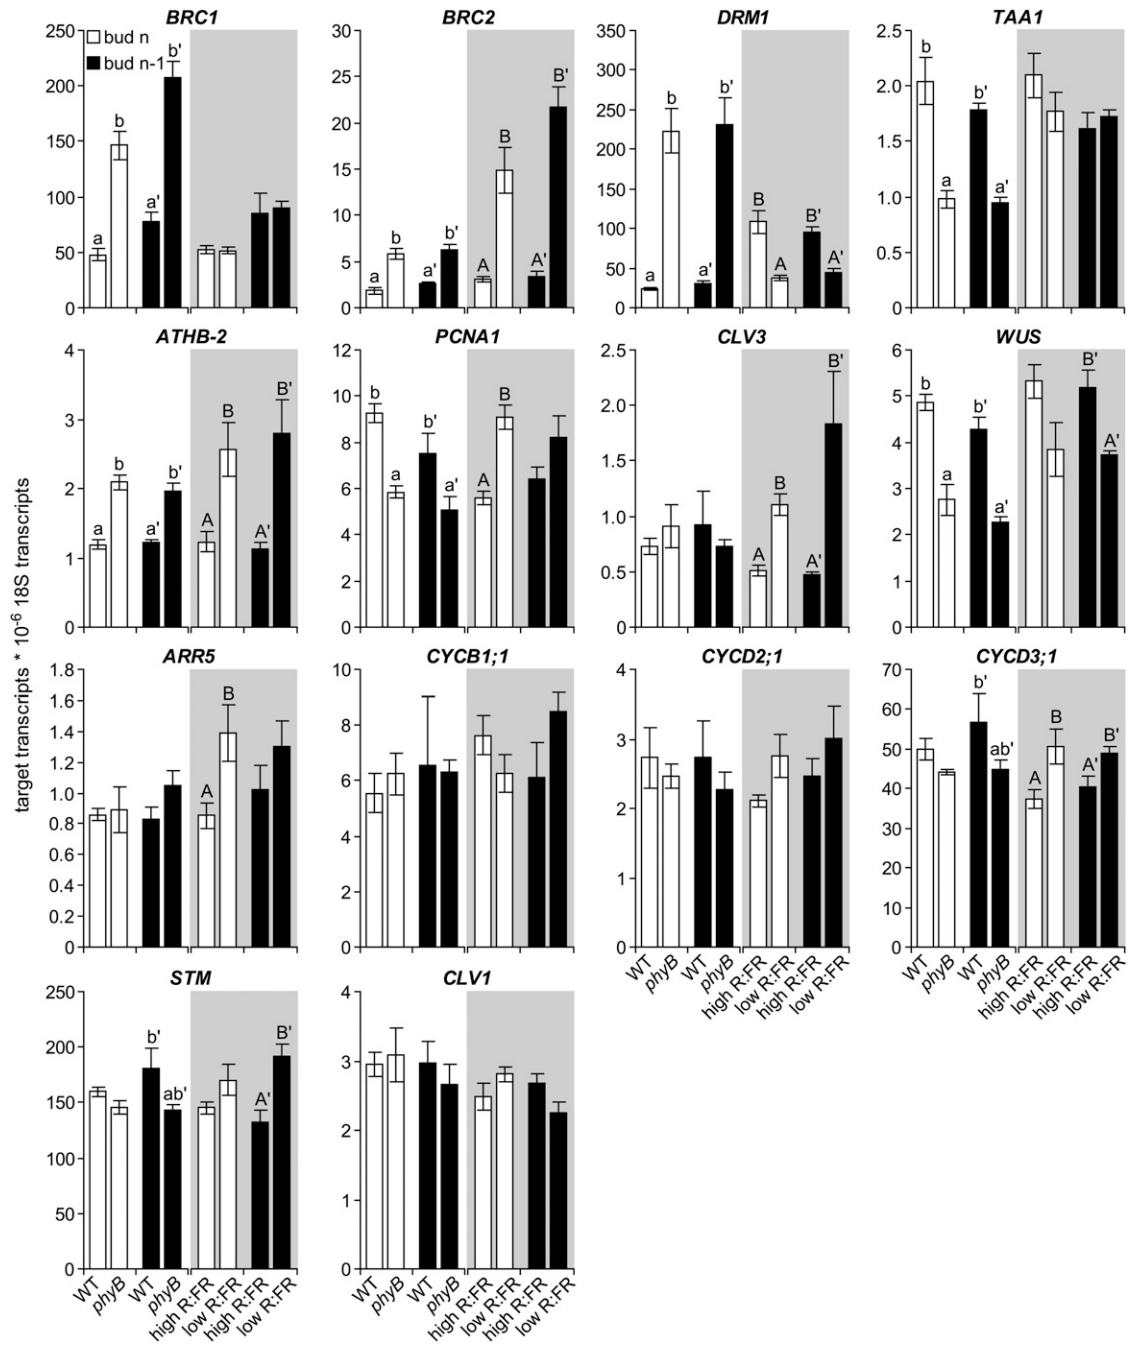 target transcripts * 10⁻⁶ 18S transcripts
BRC1
bud n
bud n-1
250
200
150
100
50
0
a
b
a'
b'
BRC2
30
25
20
15
10
5
0
a
b
a'
b'
A
B
A'
B'
DRM1
350
300
250
200
150
100
50
0
a
b
a'
b'
B
A
B'
A'
TAA1
2.5
2.0
1.5
1.0
0.5
0
b
a
b'
a'
ATHB-2
4
3
2
1
0
a
b
a'
b'
A
B
A'
B'
PCNA1
12
10
8
6
4
2
0
b
a
b'
a'
A
B
CLV3
2.5
2.0
1.5
1.0
0.5
0
A
B
A'
B'
WUS
6
5
4
3
2
1
0
b
a
b'
a'
B'
A'
ARR5
1.8
1.6
1.4
1.2
1.0
0.8
0.6
0.4
0.2
0
A
B
CYCB1;1
10
8
6
4
2
0
CYCD2;1
4
3
2
1
0
WT
phyB
WT
phyB
high R:FR
low R:FR
high R:FR
low R:FR
CYCD3;1
70
60
50
40
30
20
10
0
b'
ab'
A
B
A'
B'
WT
phyB
WT
phyB
high R:FR
low R:FR
high R:FR
low R:FR
STM
250
200
150
100
50
0
b'
ab'
A'
B'
WT
phyB
WT
phyB
high R:FR
low R:FR
high R:FR
low R:FR
CLV1
4
3
2
1
0
WT
phyB
WT
phyB
high R:FR
low R:FR
high R:FR
low R:FR